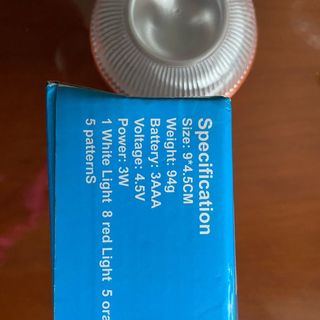 Specification
Size: 9*4.5CM
Weight: 94g
Battery: 3AAA
Voltage: 4.5V
Power: 3W
1 White Light 8 red Light 5 ora
5 patternS